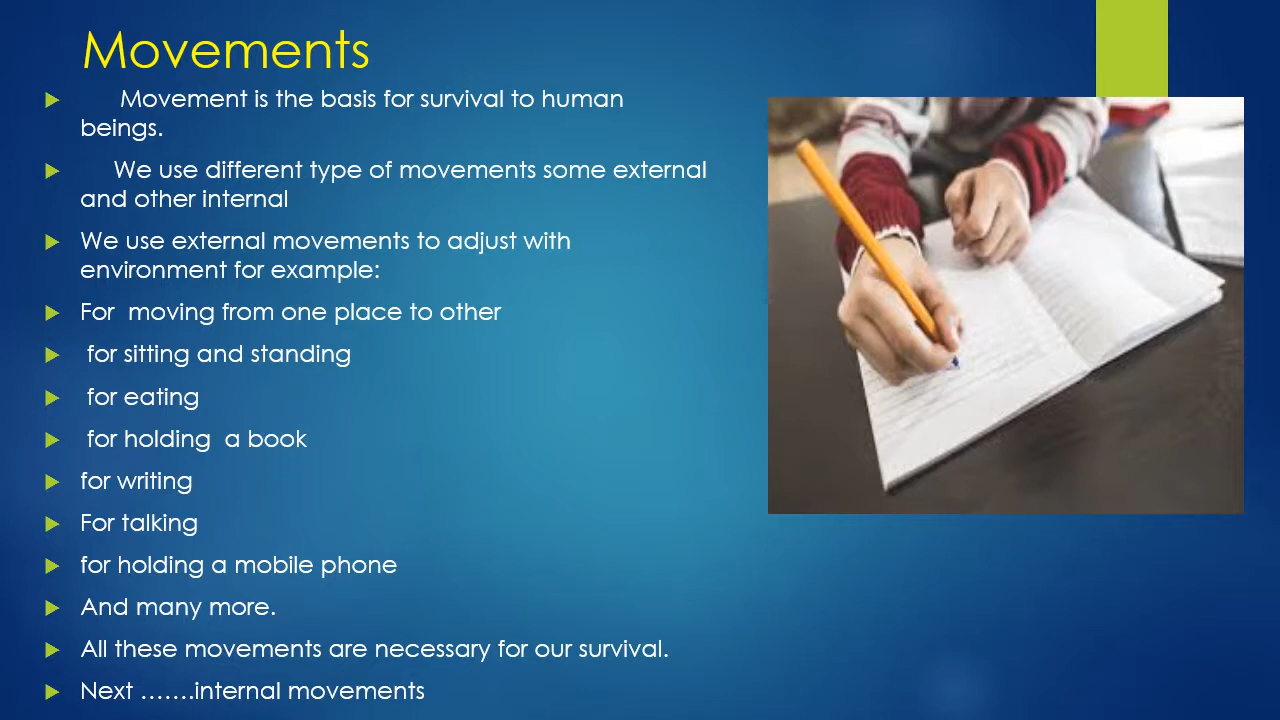 Movements
Movement is the basis for survival to human
beings.
We use different type of movements some external
and other internal
We use external movements to adjust with
environment for example:
For moving from one place to other
for sitting and standing
for eating
for holding a book
for writing
For talking
for holding a mobile phone
And many more.
All these movements are necessary for our survival.
Next …….internal movements